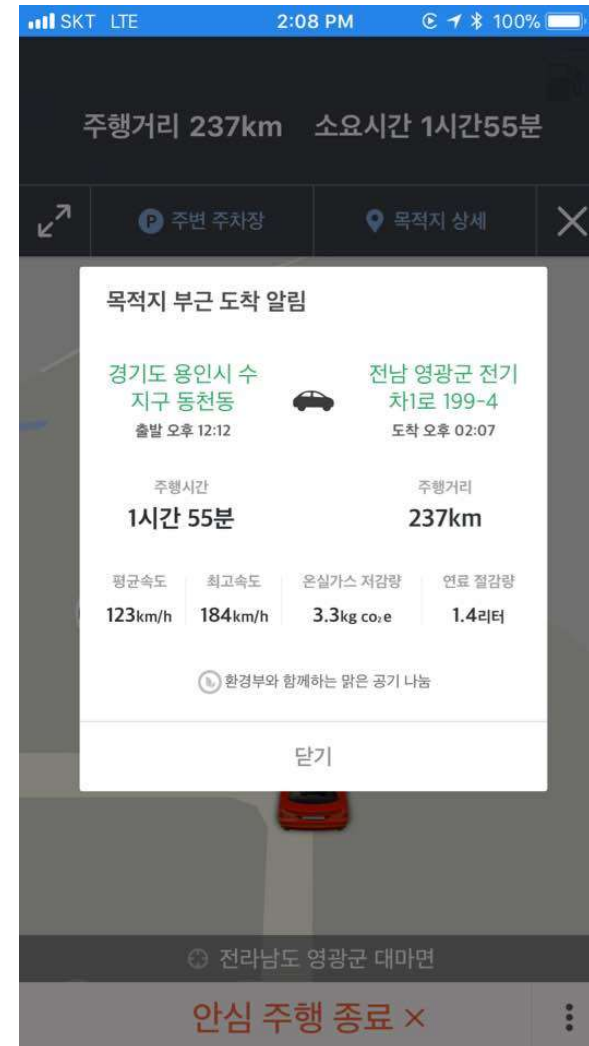 SKT LTE 2:08 PM 100%
주행거리 237km 소요시간 1시간55분
P 주변 주차장 목적지 상세
목적지 부근 도착 알림
경기도 용인시 수
지구 동천동
출발 오후 12:12
전남 영광군 전기
차1로 199-4
도착 오후 02:07
주행시간 주행거리
1시간 55분 237km
평균속도 최고속도 온실가스 저감량 연료 절감량
123km/h 184km/h 3.3kg co₂e 1.4리터
환경부와 함께하는 맑은 공기 나눔
닫기
전라남도 영광군 대마면
안심 주행 종료 ×